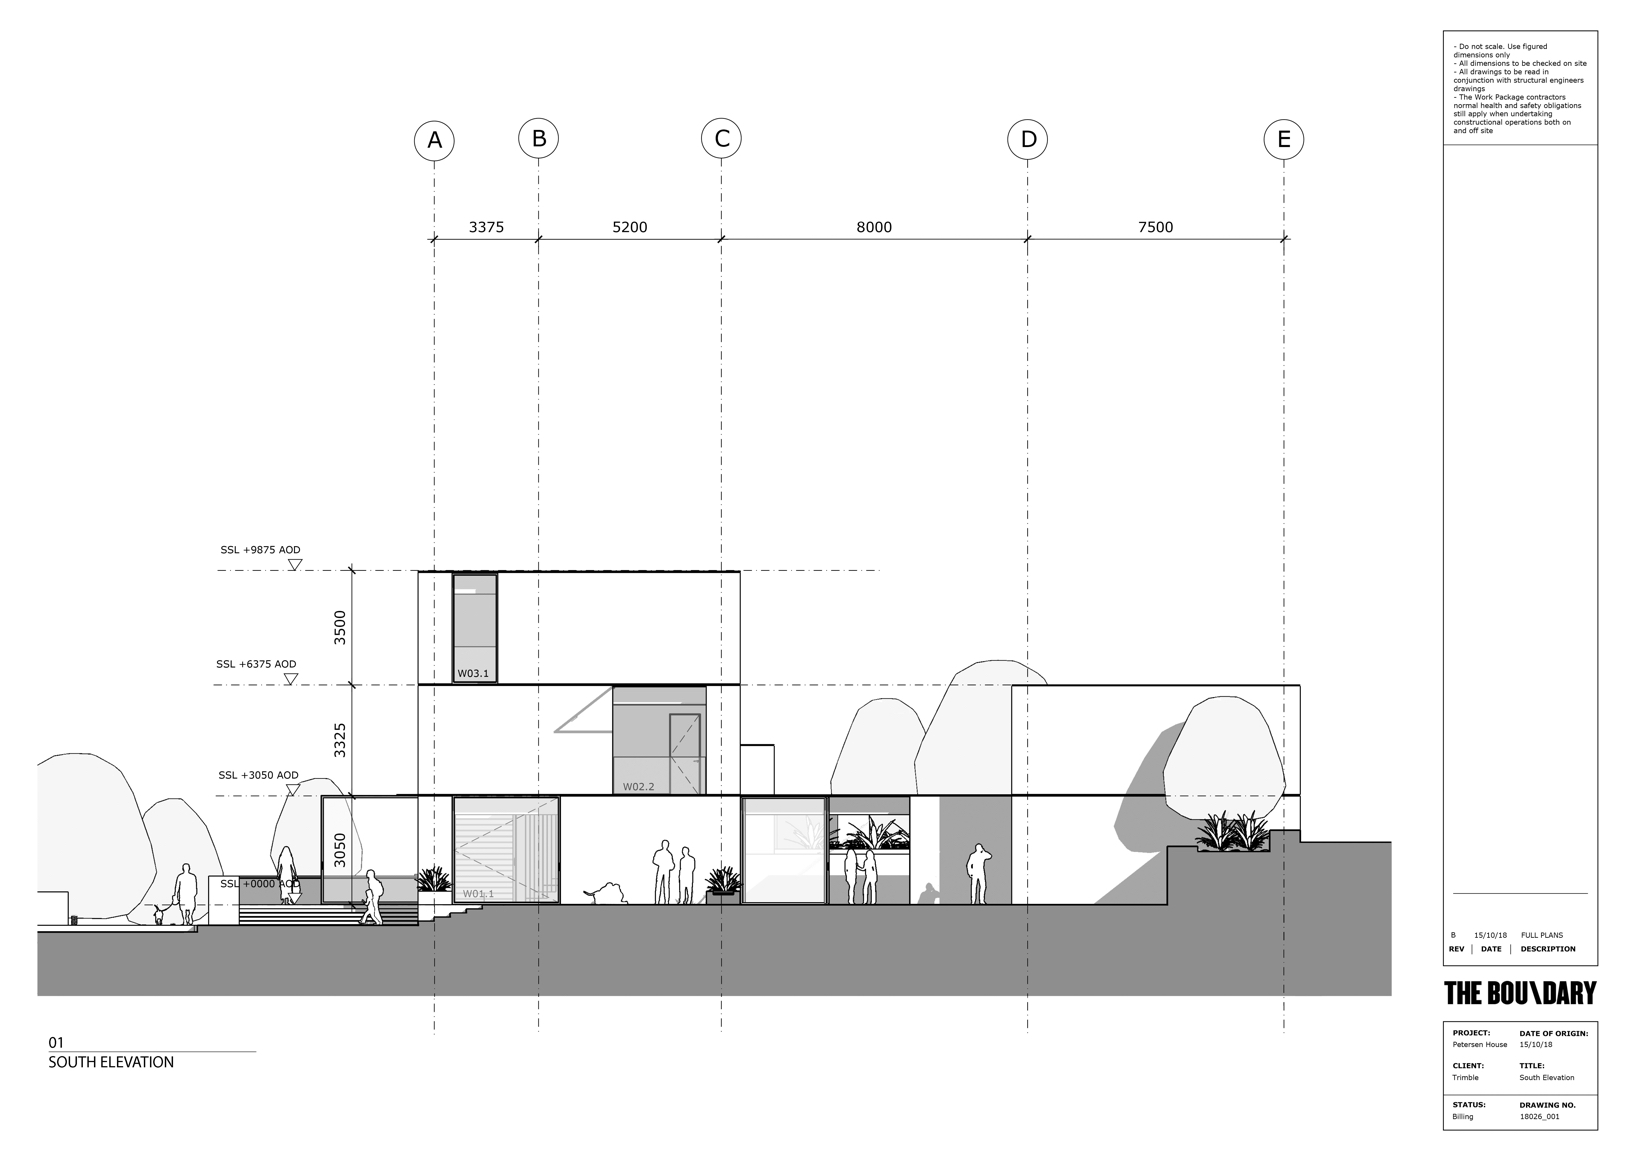 - Do not scale. Use figured
dimensions only
- All dimensions to be checked on site
- All drawings to be read in
conjunction with structural engineers
drawings
- The Work Package contractors
normal health and safety obligations
still apply when undertaking
constructional operations both on
and off site
A B C D E
3375 5200 8000 7500
SSL +9875 AOD
3500
SSL +6375 AOD
W03.1
3325
SSL +3050 AOD
W02.2
3050
SSL +0000 AOD
W01.1
B 15/10/18 FULL PLANS
REV | DATE | DESCRIPTION
THE BOU\DARY
01
SOUTH ELEVATION
PROJECT: DATE OF ORIGIN:
Petersen House 15/10/18
CLIENT: TITLE:
Trimble South Elevation
STATUS: DRAWING NO.
Billing 18026_001